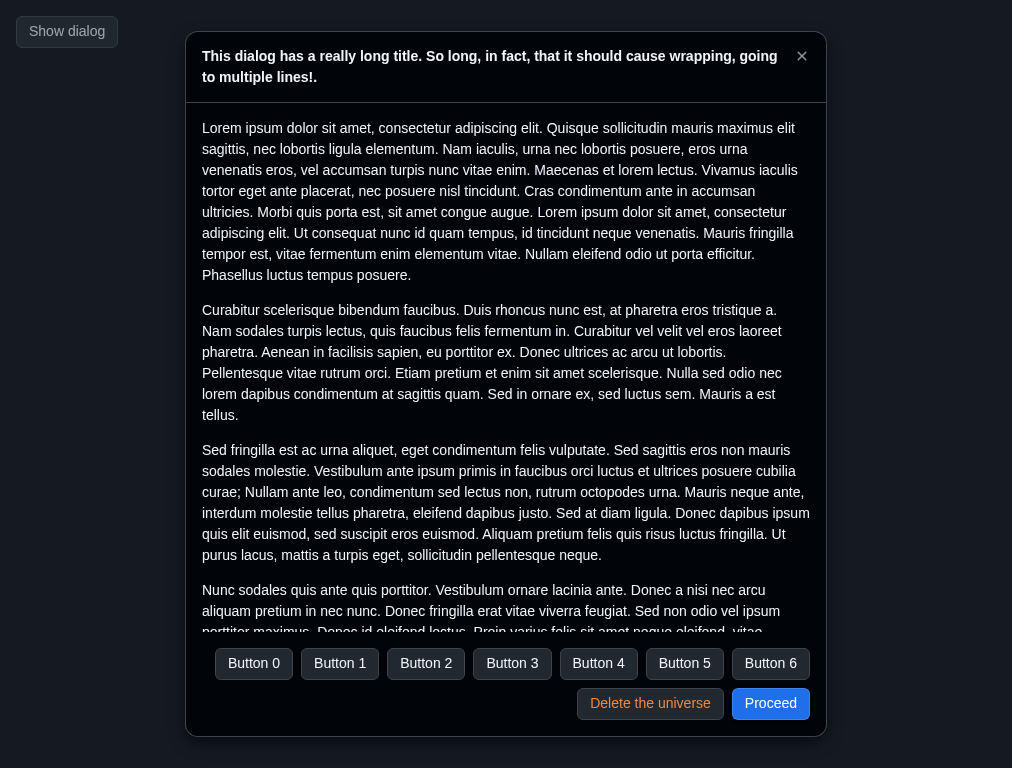 Show dialog
This dialog has a really long title. So long, in fact, that it should cause wrapping, going
to multiple lines!.
Lorem ipsum dolor sit amet, consectetur adipiscing elit. Quisque sollicitudin mauris maximus elit
sagittis, nec lobortis ligula elementum. Nam iaculis, urna nec lobortis posuere, eros urna
venenatis eros, vel accumsan turpis nunc vitae enim. Maecenas et lorem lectus. Vivamus iaculis
tortor eget ante placerat, nec posuere nisl tincidunt. Cras condimentum ante in accumsan
ultricies. Morbi quis porta est, sit amet congue augue. Lorem ipsum dolor sit amet, consectetur
adipiscing elit. Ut consequat nunc id quam tempus, id tincidunt neque venenatis. Mauris fringilla
tempor est, vitae fermentum enim elementum vitae. Nullam eleifend odio ut porta efficitur.
Phasellus luctus tempus posuere.
Curabitur scelerisque bibendum faucibus. Duis rhoncus nunc est, at pharetra eros tristique a.
Nam sodales turpis lectus, quis faucibus felis fermentum in. Curabitur vel velit vel eros laoreet
pharetra. Aenean in facilisis sapien, eu porttitor ex. Donec ultrices ac arcu ut lobortis.
Pellentesque vitae rutrum orci. Etiam pretium et enim sit amet scelerisque. Nulla sed odio nec
lorem dapibus condimentum at sagittis quam. Sed in ornare ex, sed luctus sem. Mauris a est
tellus.
Sed fringilla est ac urna aliquet, eget condimentum felis vulputate. Sed sagittis eros non mauris
sodales molestie. Vestibulum ante ipsum primis in faucibus orci luctus et ultrices posuere cubilia
curae; Nullam ante leo, condimentum sed lectus non, rutrum octopodes urna. Mauris neque ante,
interdum molestie tellus pharetra, eleifend dapibus justo. Sed at diam ligula. Donec dapibus ipsum
quis elit euismod, sed suscipit eros euismod. Aliquam pretium felis quis risus luctus fringilla. Ut
purus lacus, mattis a turpis eget, sollicitudin pellentesque neque.
Nunc sodales quis ante quis porttitor. Vestibulum ornare lacinia ante. Donec a nisi nec arcu
aliquam pretium in nec nunc. Donec fringilla erat vitae viverra feugiat. Sed non odio vel ipsum
porttitor maximus. Donec id eleifend lectus. Proin varius felis sit amet neque eleifend, vitae
Button 0
Button 1
Button 2
Button 3
Button 4
Button 5
Button 6
Delete the universe
Proceed